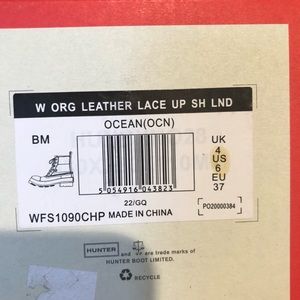 W ORG LEATHER LACE UP SH LND
OCEAN(OCN)
BM
UK
4
US
6
EU
37
5 054916 043823
22/GQ
WFS1090CHP MADE IN CHINA
PO20000384
HUNTER and are trade marks of
HUNTER BOOT LIMITED.
RECYCLE